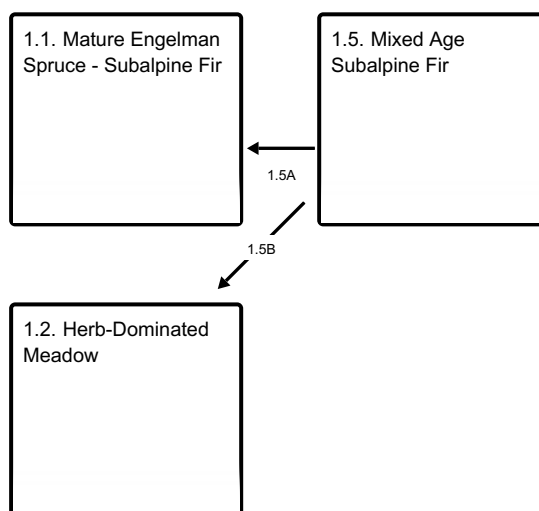 1.1. Mature Engelman
Spruce - Subalpine Fir
1.5. Mixed Age
Subalpine Fir
1.5A
1.5B
1.2. Herb-Dominated
Meadow